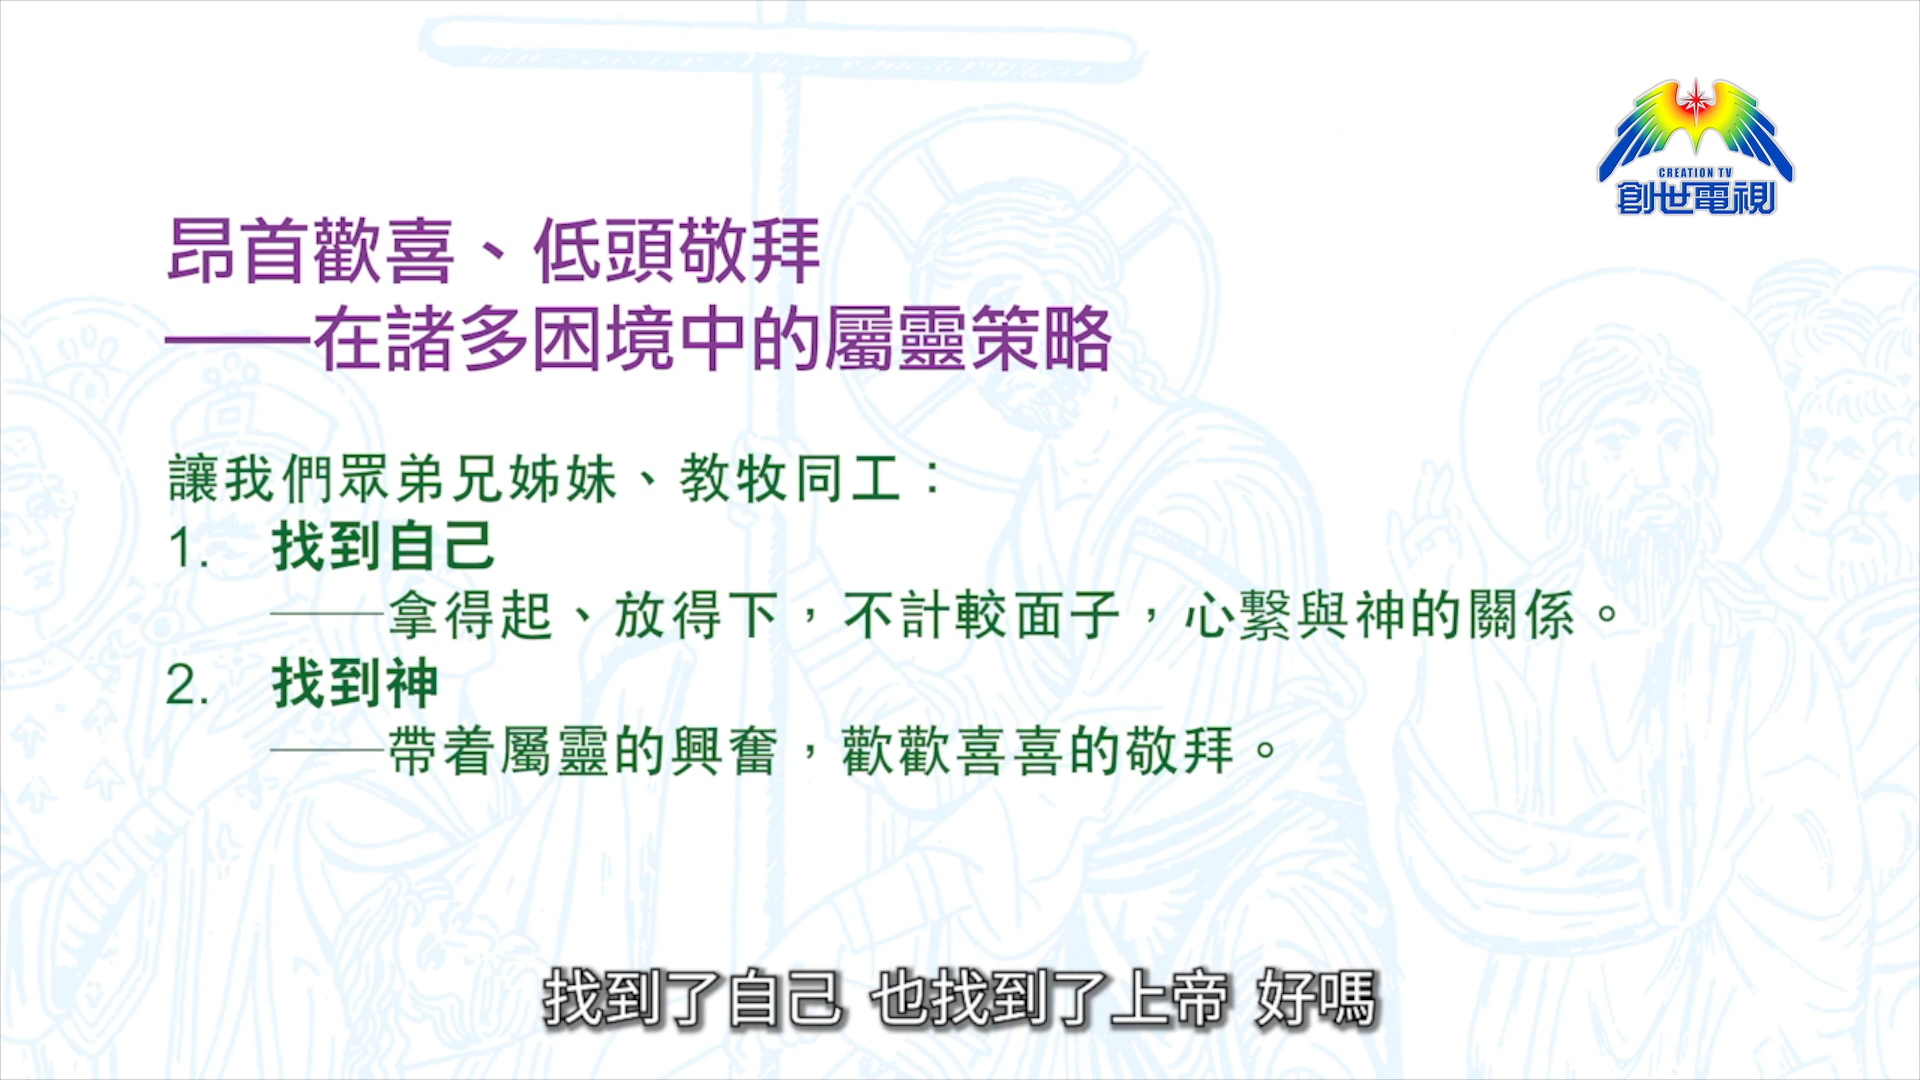 CREATION TV
創世電視
昂首歡喜、低頭敬拜
——在諸多困境中的屬靈策略
讓我們眾弟兄姊妹、教牧同工：
1. 找到自己
——拿得起、放得下，不計較面子，心繫與神的關係。
2. 找到神
——帶着屬靈的興奮，歡歡喜喜的敬拜。
找到了自己 也找到了上帝 好嗎